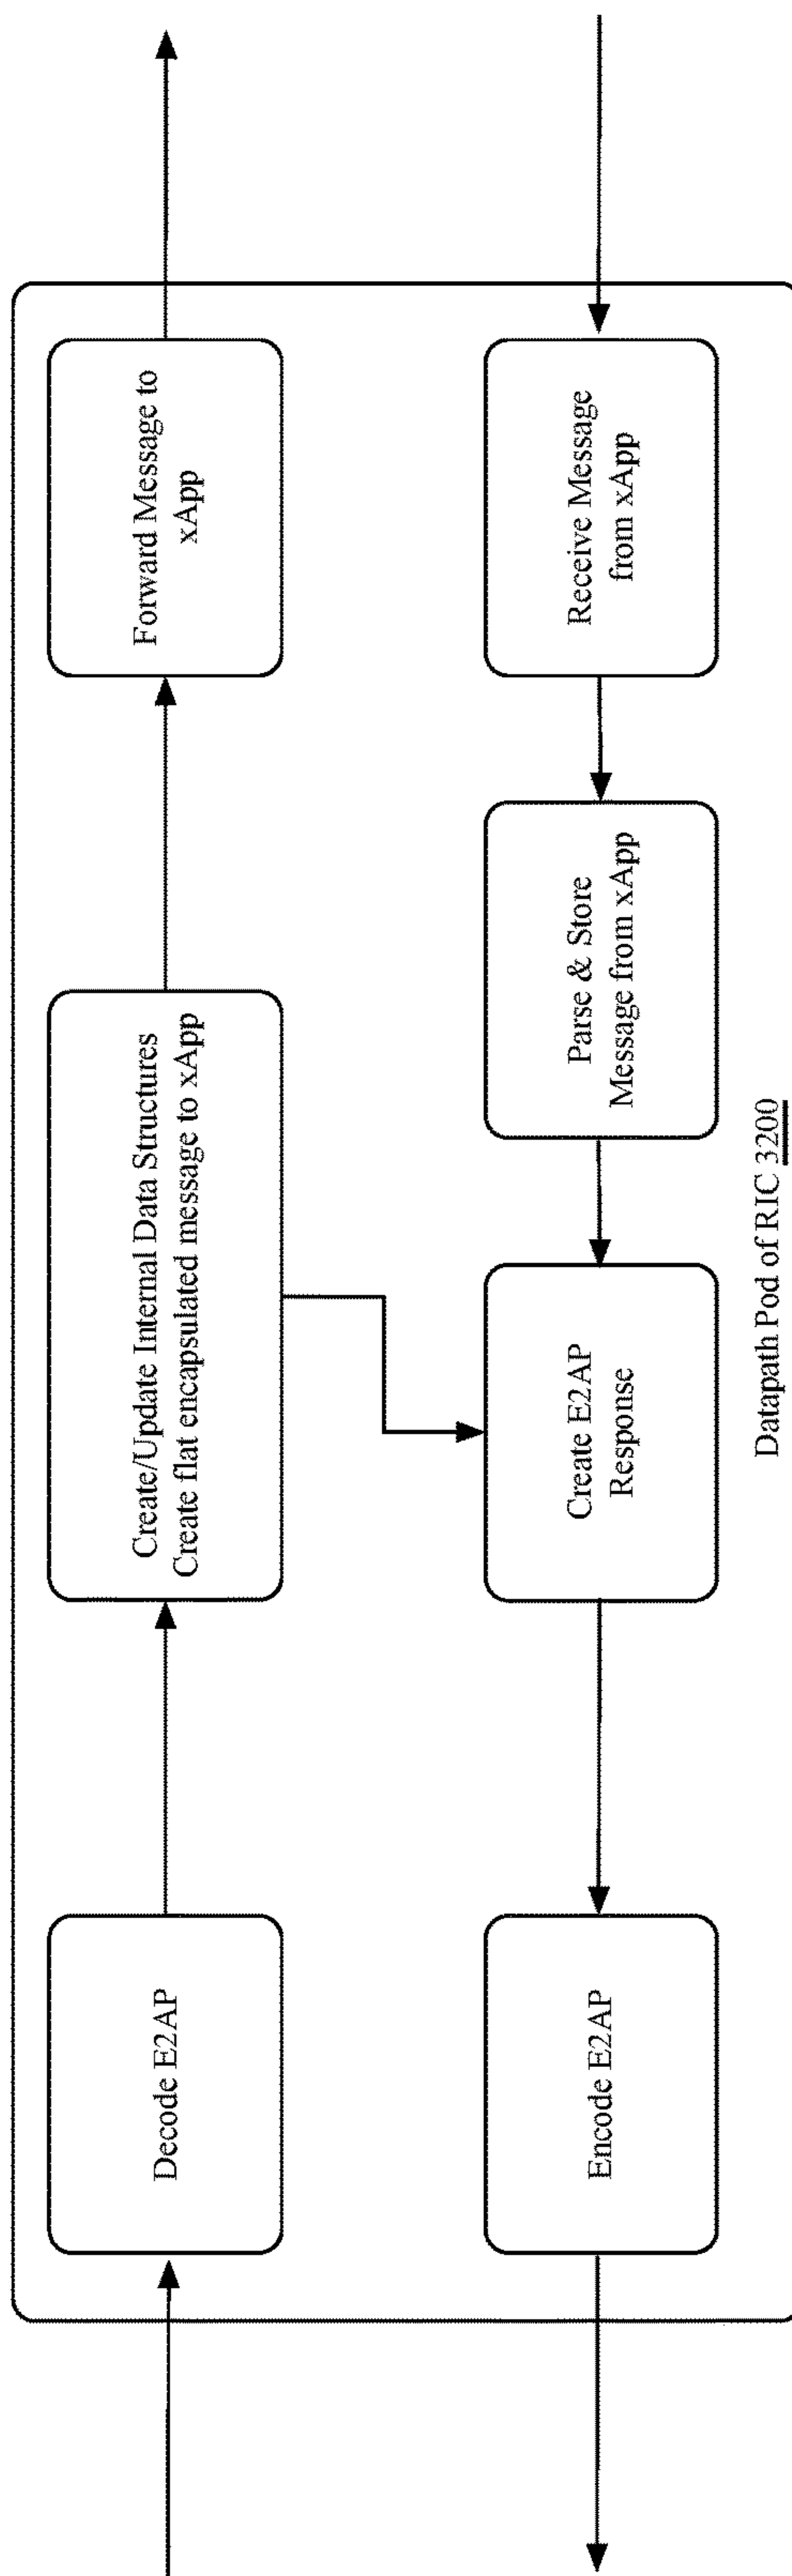 Decode E2AP
Create/Update Internal Data Structures
Create flat encapsulated message to xApp
Forward Message to
xApp
Encode E2AP
Create E2AP
Response
Parse & Store
Message from xApp
Receive Message
from xApp
Datapath Pod of RIC 3200